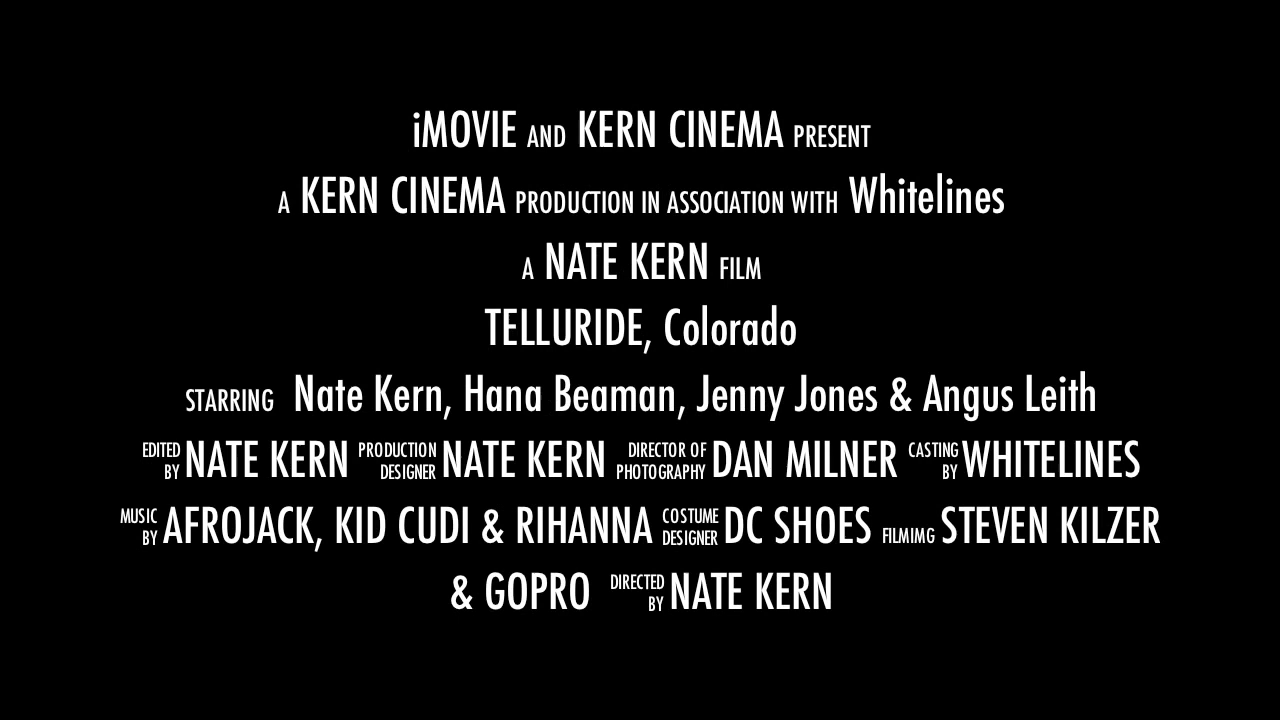 iMOVIE AND KERN CINEMA PRESENT
A KERN CINEMA PRODUCTION IN ASSOCIATION WITH Whitelines
A NATE KERN FILM
TELLURIDE, Colorado
STARRING Nate Kern, Hana Beaman, Jenny Jones & Angus Leith
EDITED BY NATE KERN PRODUCTION DESIGNER NATE KERN DIRECTOR OF PHOTOGRAPHY DAN MILNER CASTING BY WHITELINES
MUSIC BY AFROJACK, KID CUDI & RIHANNA COSTUME DESIGNER DC SHOES FILMIMG STEVEN KILZER
& GOPRO DIRECTED BY NATE KERN